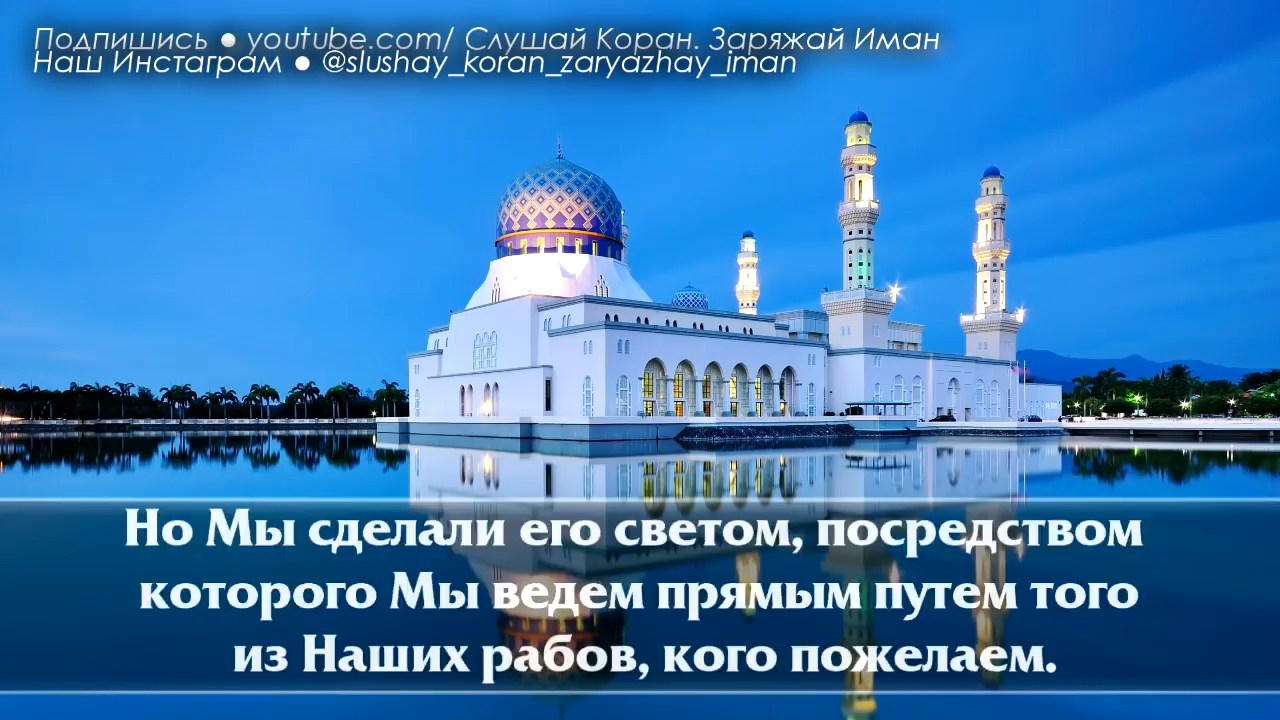 Подпишись ● youtube.com/ Слушай Коран. Заряжай Иман
Наш Инстаграм ● @slushay_koran_zaryazhay_iman
Но Мы сделали его светом, посредством
которого Мы ведем прямым путем того
из Наших рабов, кого пожелаем.